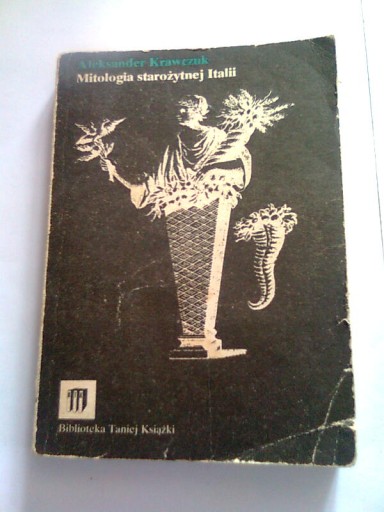 Aleksander Krawczuk
Mitologia starożytnej Italii
m
Biblioteka Taniej Książki